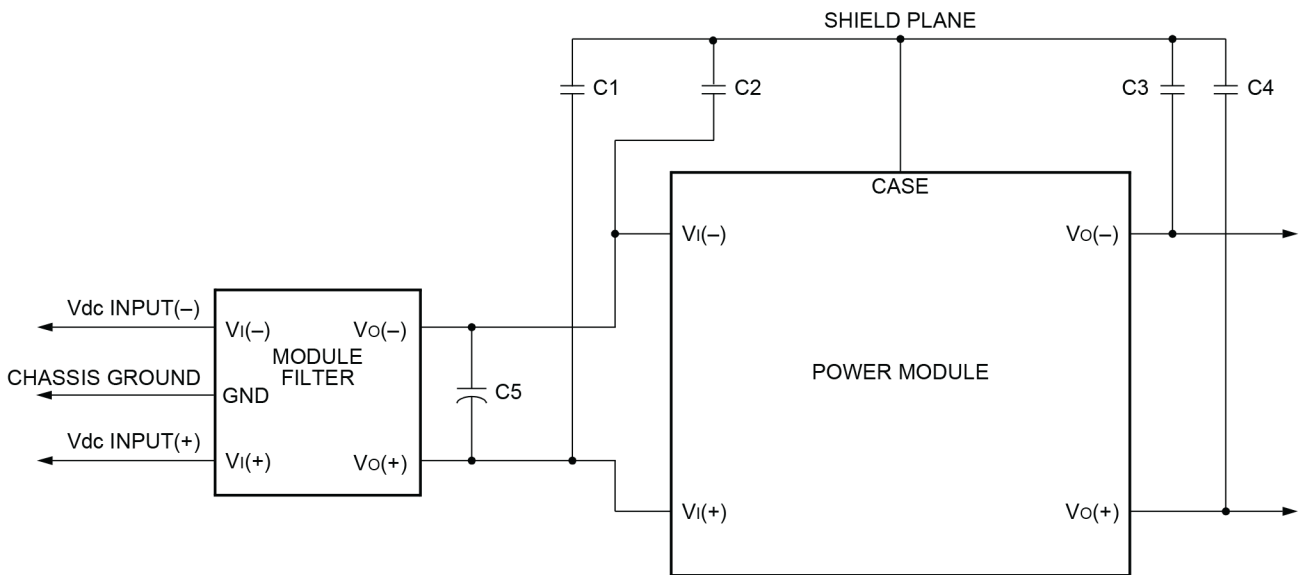 SHIELD PLANE
C1
C2
C3
C4
CASE
VI(–)
VO(–)
Vdc INPUT(–)
VI(–)
VO(–)
MODULE
FILTER
CHASSIS GROUND
GND
C5
POWER MODULE
Vdc INPUT(+)
VI(+)
VO(+)
VI(+)
VO(+)